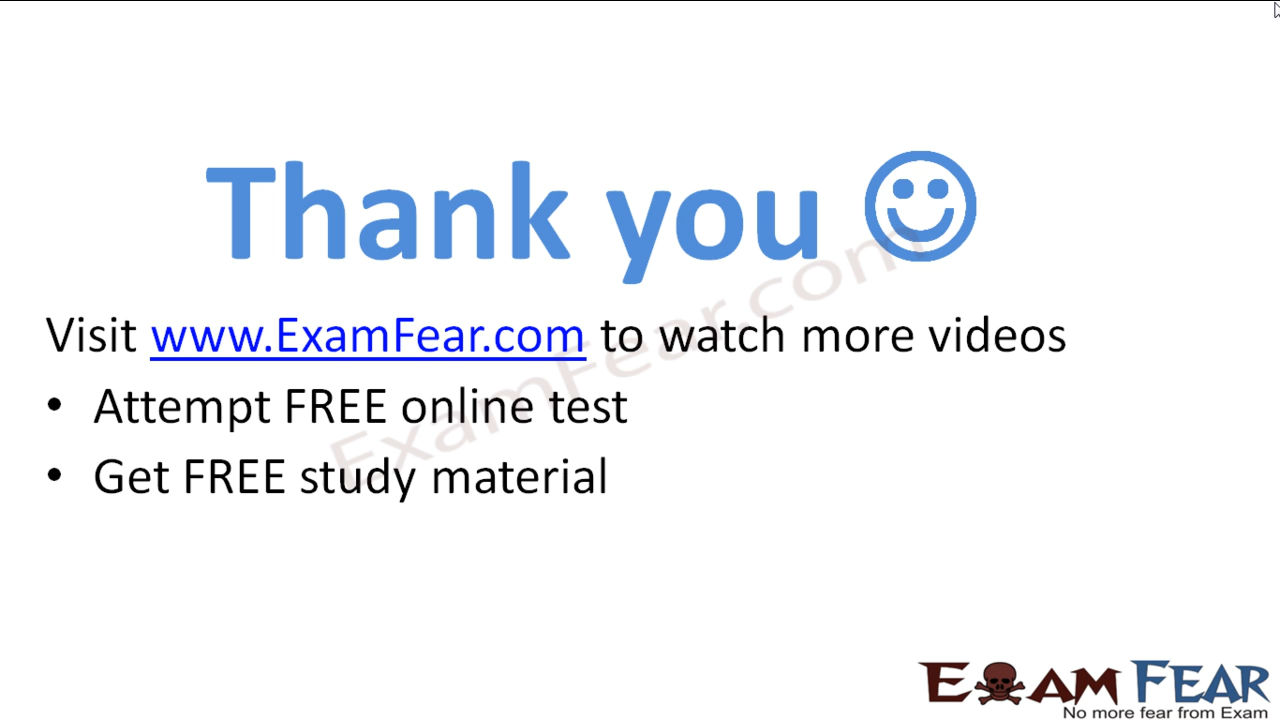 Thank you ☺
Visit www.ExamFear.com to watch more videos
• Attempt FREE online test
• Get FREE study material
ExamFear.com
EXAM FEAR
No more fear from Exam